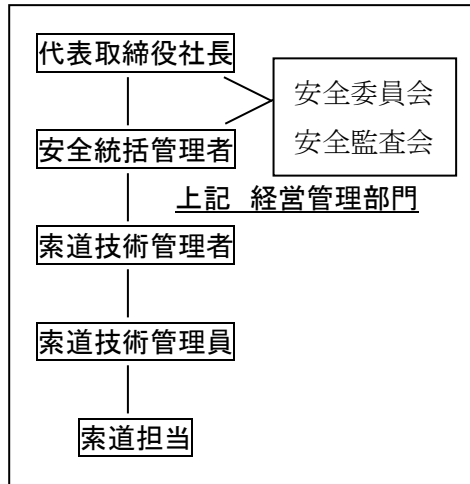 代表取締役社長
安全委員会
安全監査会
安全統括管理者
上記 経営管理部門
索道技術管理者
索道技術管理員
索道担当